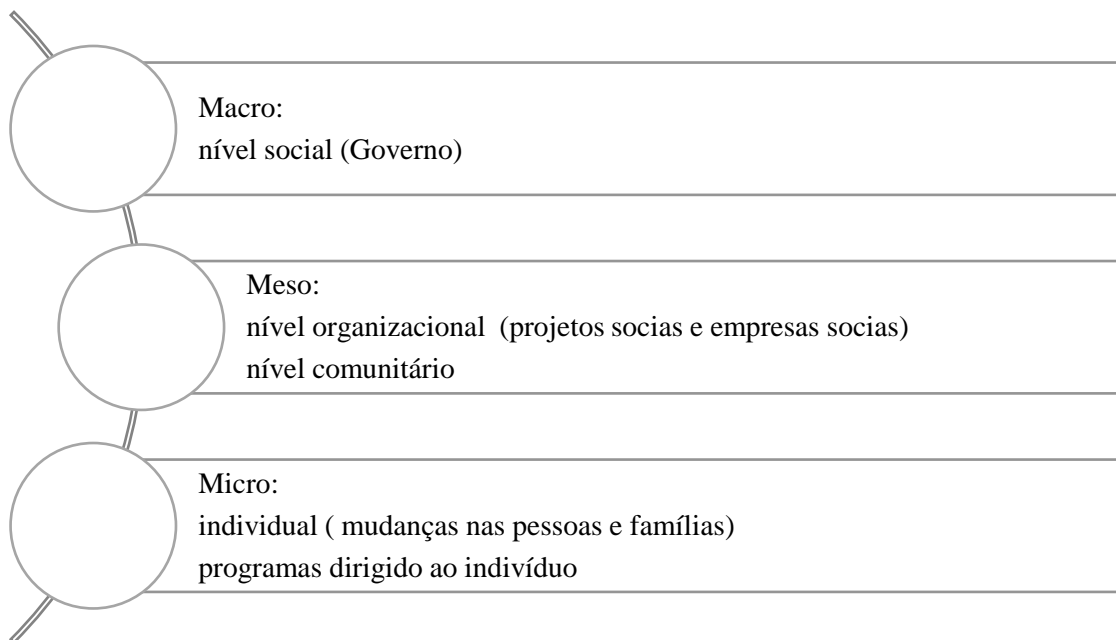 Macro:
nível social (Governo)
Meso:
nível organizacional  (projetos socias e empresas socias)
nível comunitário
Micro:
individual ( mudanças nas pessoas e famílias)
programas dirigido ao indivíduo